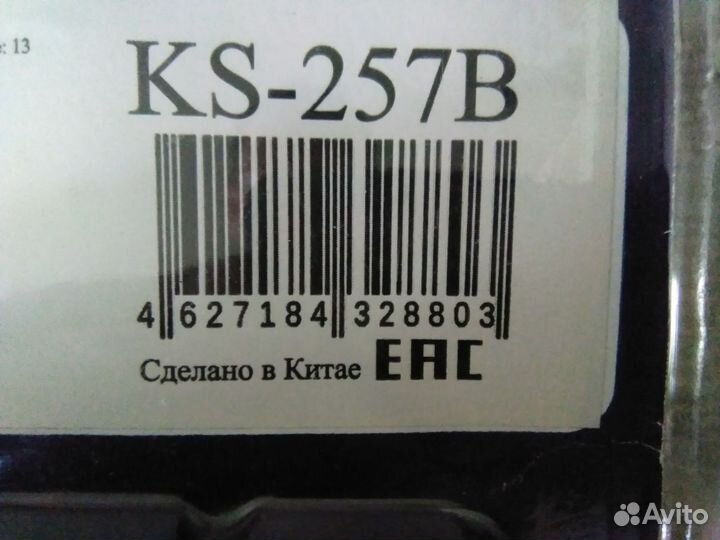 : 13
KS-257B
4 627184 328803
Сделано в Китае EAC
Avito